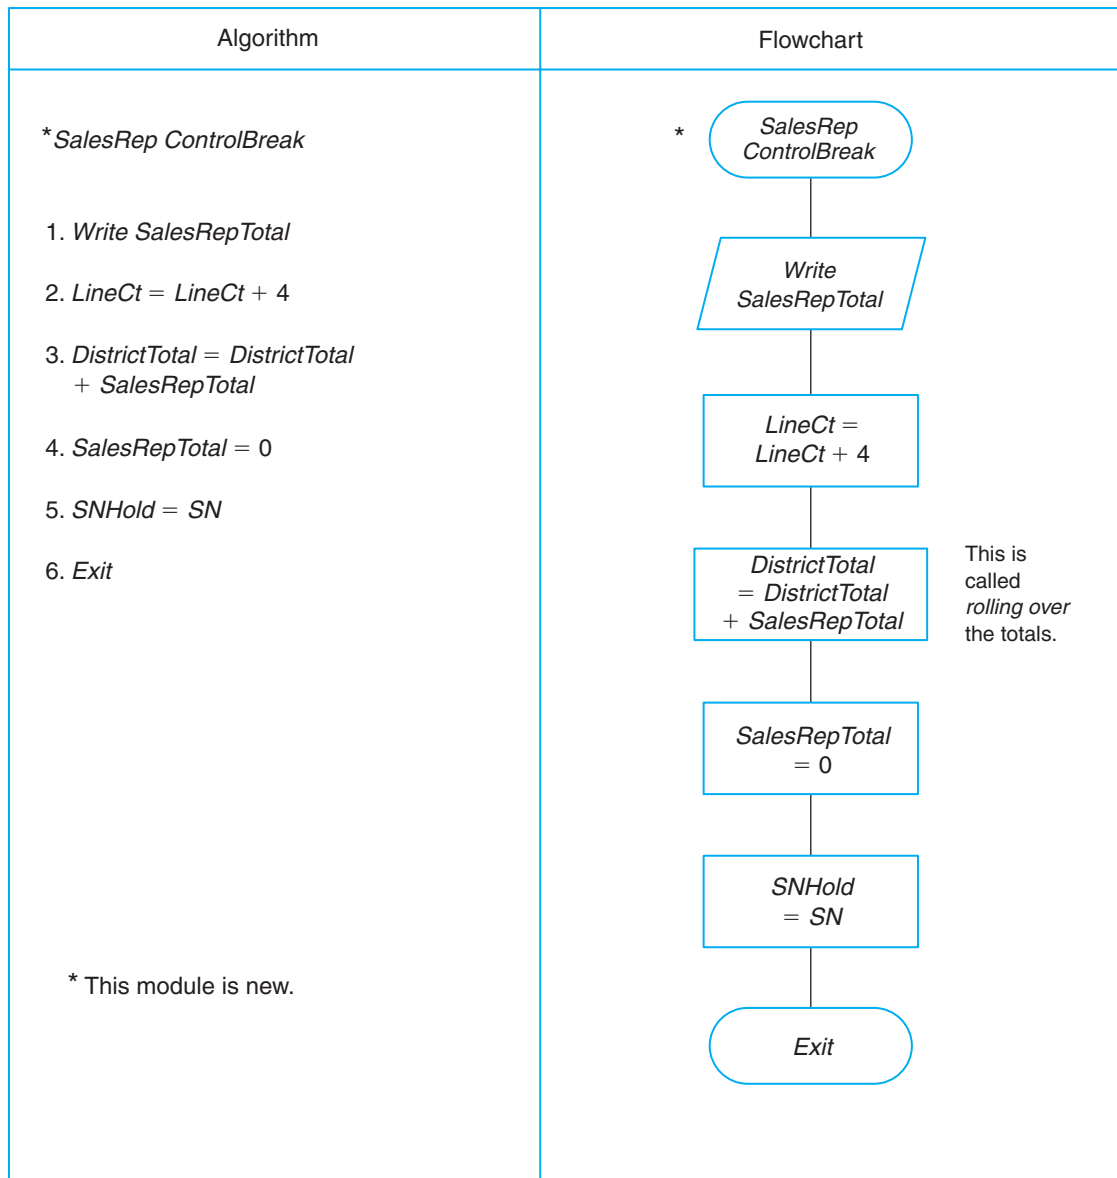 Algorithm
*SalesRep ControlBreak
1. Write SalesRepTotal
2. LineCt = LineCt + 4
3. DistrictTotal = DistrictTotal
+ SalesRepTotal
4. SalesRepTotal = 0
5. SNHold = SN
6. Exit
* This module is new.
Flowchart
*
SalesRep
ControlBreak
Write
SalesRepTotal
LineCt =
LineCt + 4
DistrictTotal
= DistrictTotal
+ SalesRepTotal
This is
called
rolling over
the totals.
SalesRepTotal
= 0
SNHold
= SN
Exit